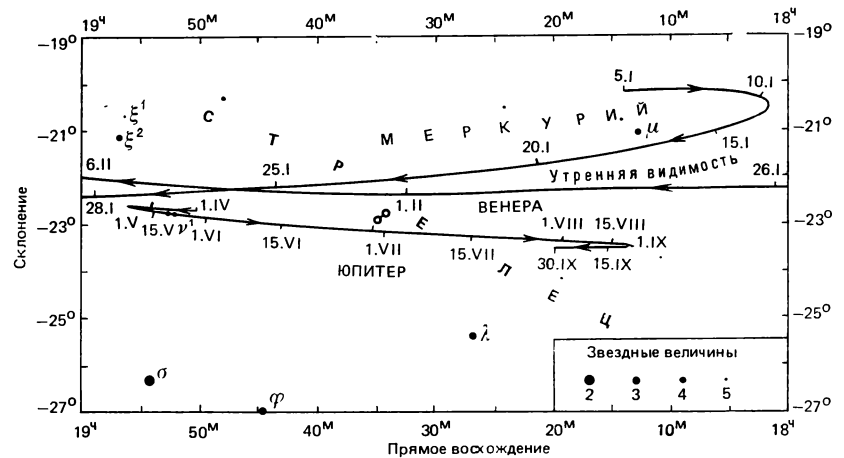 19ч 50м 40м 30м 20м 10м 18ч
−19° −19°
5.I 10.I
ξ¹ С Т Р Е Л Е Ц
М Е Р К У Р И Й
−21° ξ² μ −21°
15.I
20.I
6.II 25.I Утренняя видимость 26.I
28.I 1.IV 1.II ВЕНЕРА
−23° −23°
1.V 15.V ν¹ 1.VI 1.VIII 15.VIII 1.IX
15.VI 1.VII 15.VII 30.IX 15.IX
ЮПИТЕР
Склонение
−25° −25°
λ
Звездные величины
σ
2 3 4 5
−27° φ −27°
19ч 50м 40м 30м 20м 10м 18ч
Прямое восхождение